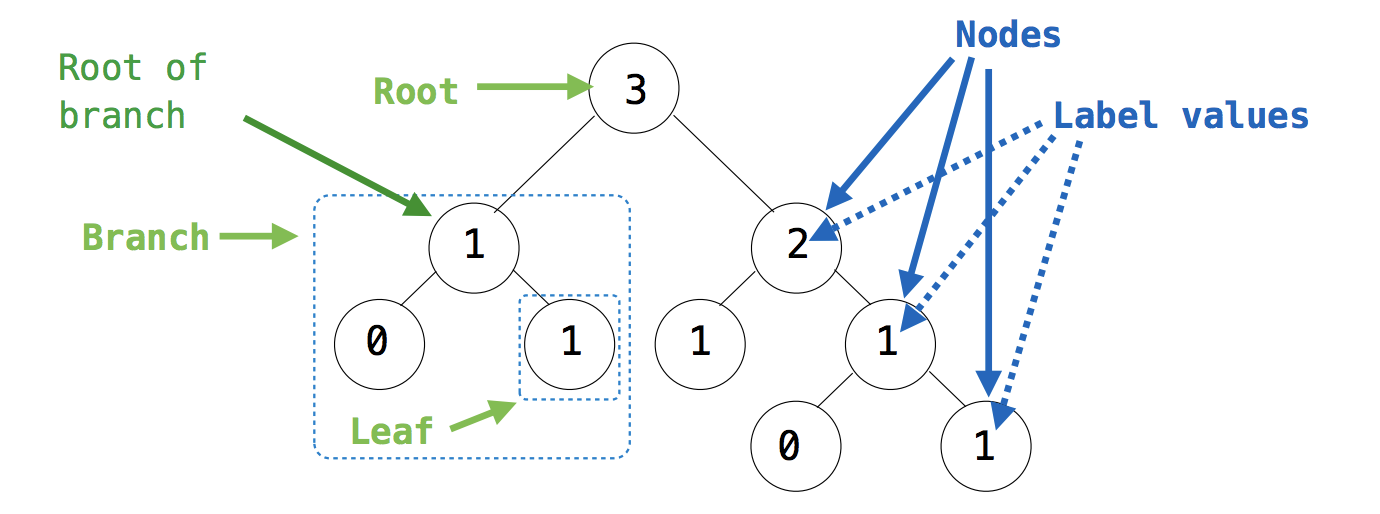 Nodes
Root of
branch
Root
3
Label values
Branch
1
2
0
1
1
1
Leaf
0
1